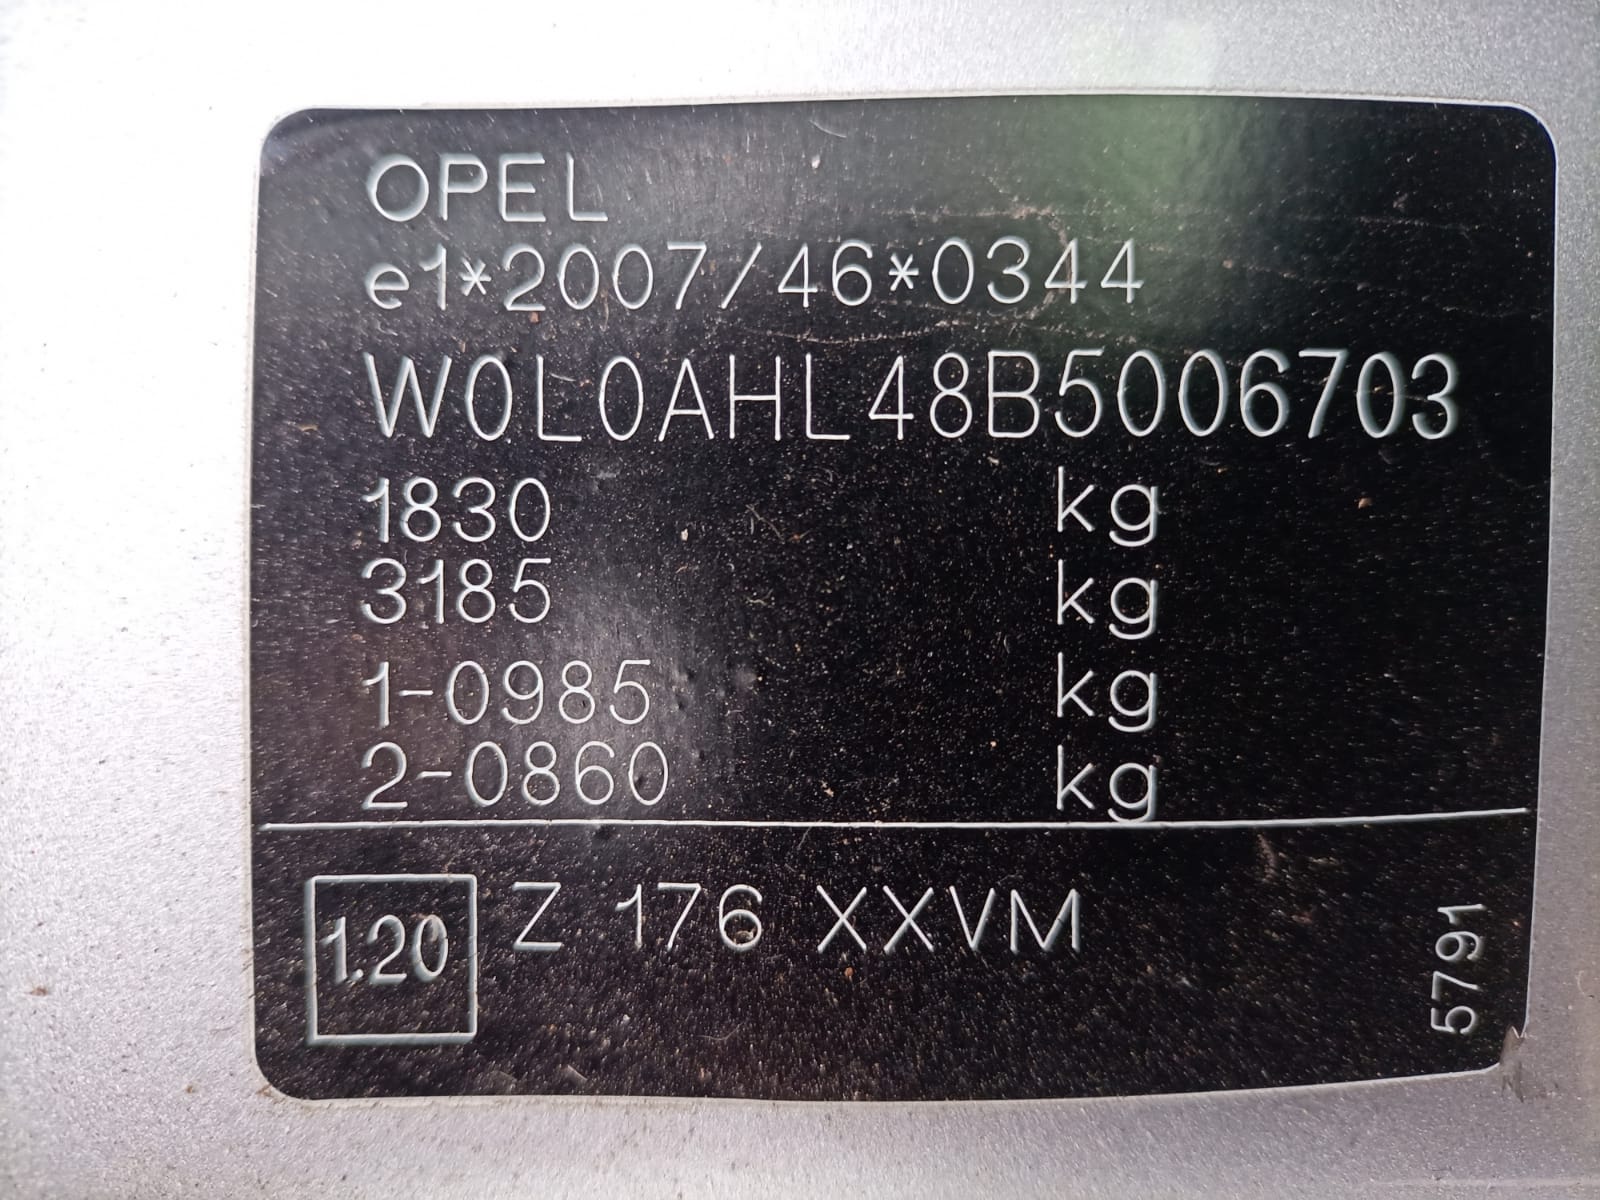 OPEL
e1*2007/46*0344
W0L0AHL48B5006703
1830 kg
3185 kg
1-0985 kg
2-0860 kg
1.20 Z 176 XXVM
5791